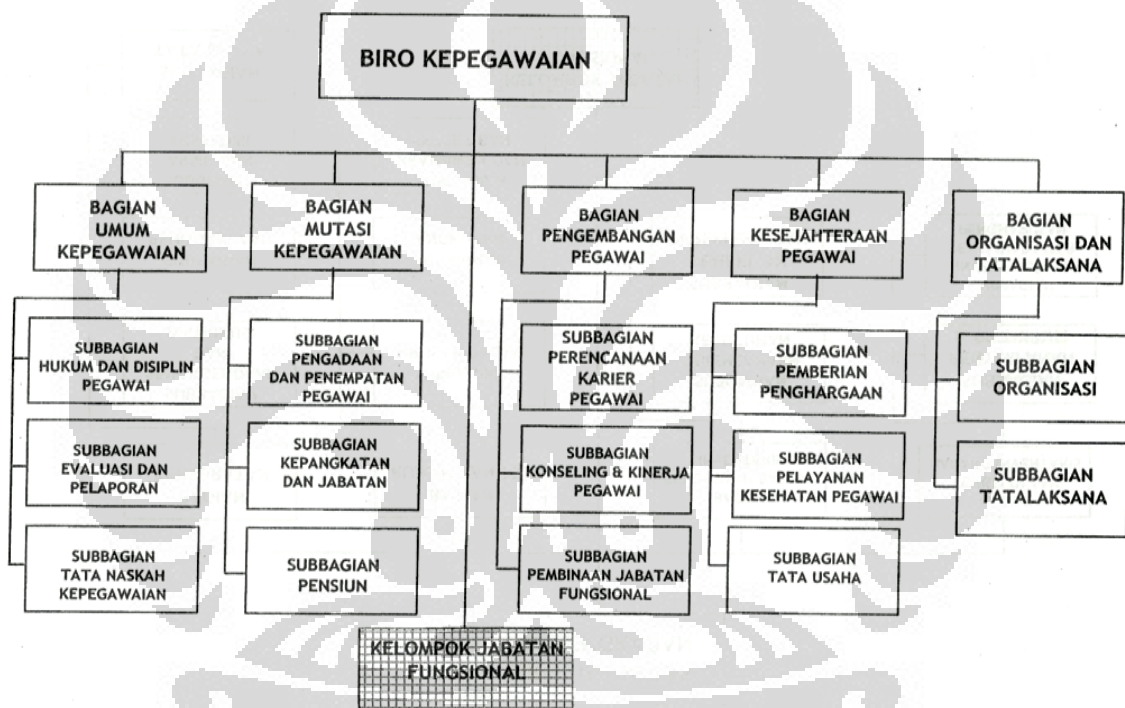 BIRO KEPEGAWAIAN
BAGIAN
UMUM
KEPEGAWAIAN
BAGIAN
MUTASI
KEPEGAWAIAN
BAGIAN
PENGEMBANGAN
PEGAWAI
BAGIAN
KESEJAHTERAAN
PEGAWAI
BAGIAN
ORGANISASI DAN
TATALAKSANA
SUBBAGIAN
HUKUM DAN DISIPLIN
PEGAWAI
SUBBAGIAN
PENGADAAN
DAN PENEMPATAN
PEGAWAI
SUBBAGIAN
PERENCANAAN
KARIER
PEGAWAI
SUBBAGIAN
PEMBERIAN
PENGHARGAAN
SUBBAGIAN
ORGANISASI
SUBBAGIAN
EVALUASI DAN
PELAPORAN
SUBBAGIAN
KEPANGKATAN
DAN JABATAN
SUBBAGIAN
KONSELING & KINERJA
PEGAWAI
SUBBAGIAN
PELAYANAN
KESEHATAN PEGAWAI
SUBBAGIAN
TATALAKSANA
SUBBAGIAN
TATA NASKAH
KEPEGAWAIAN
SUBBAGIAN
PENSIUN
SUBBAGIAN
PEMBINAAN JABATAN
FUNGSIONAL
SUBBAGIAN
TATA USAHA
KELOMPOK JABATAN
FUNGSIONAL